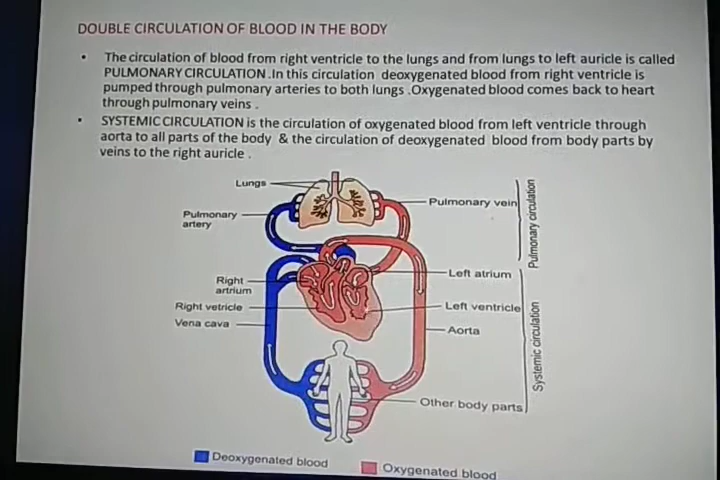 DOUBLE CIRCULATION OF BLOOD IN THE BODY
• The circulation of blood from right ventricle to the lungs and from lungs to left auricle is called
PULMONARY CIRCULATION .In this circulation deoxygenated blood from right ventricle is
pumped through pulmonary arteries to both lungs .Oxygenated blood comes back to heart
through pulmonary veins .
• SYSTEMIC CIRCULATION is the circulation of oxygenated blood from left ventricle through
aorta to all parts of the body & the circulation of deoxygenated blood from body parts by
veins to the right auricle .
Lungs
Pulmonary vein
Pulmonary
artery
Pulmonary circulation
Left atrium
Right
artrium
Right vetricle
Left ventricle
Vena cava
Aorta
Systemic circulation
Other body parts
Deoxygenated blood
Oxygenated blood